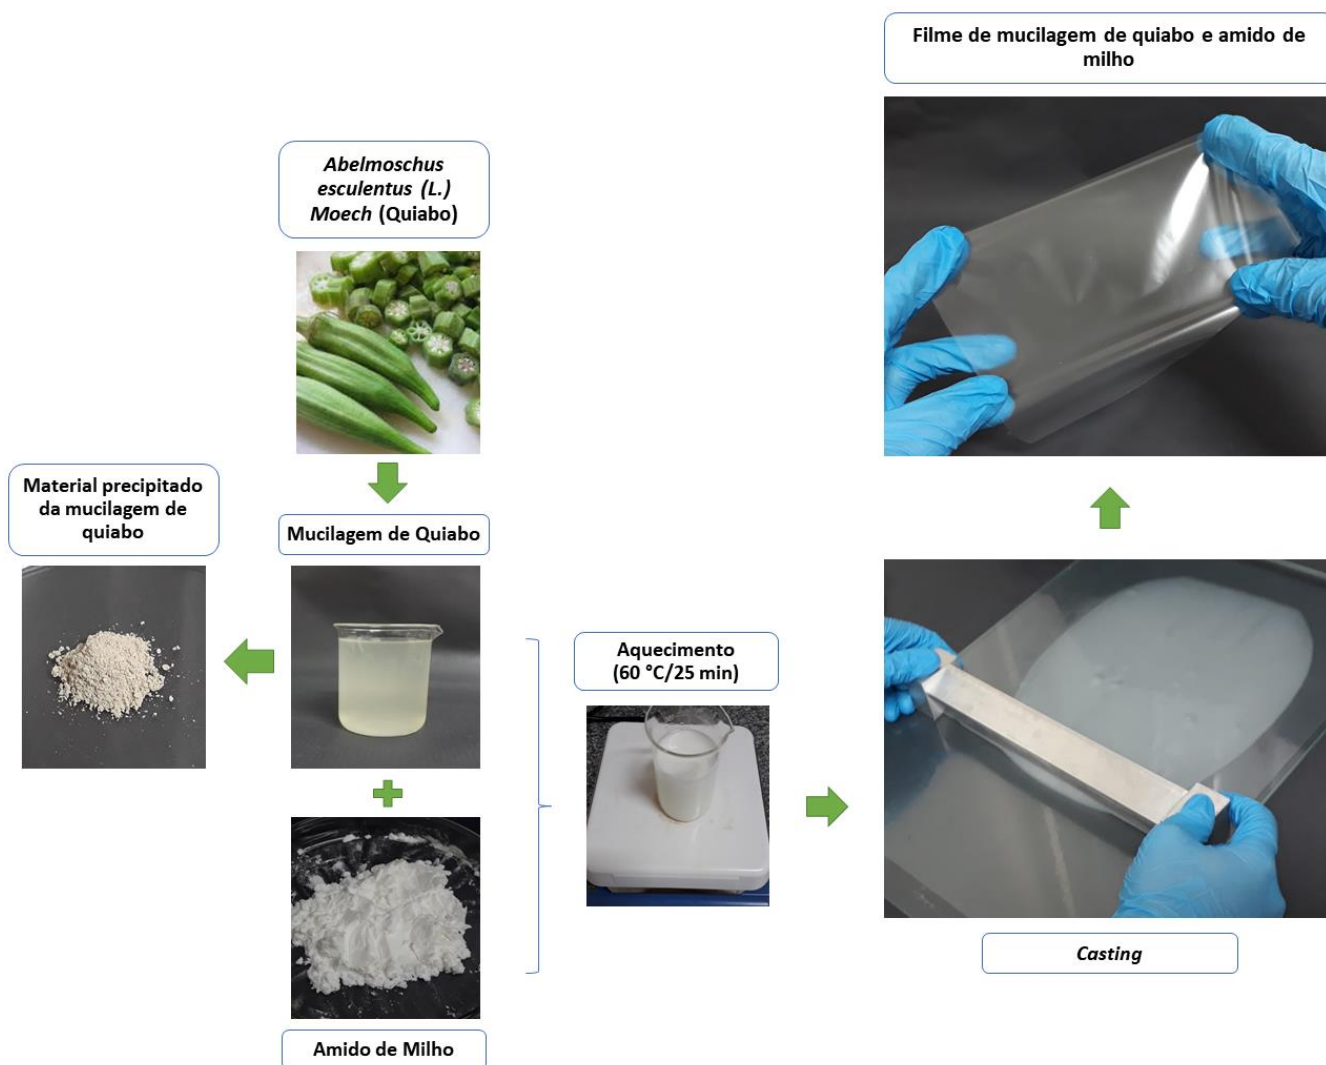 Filme de mucilagem de quiabo e amido de
milho
Abelmoschus
esculentus (L.)
Moech (Quiabo)
Material precipitado
da mucilagem de
quiabo
Mucilagem de Quiabo
Aquecimento
(60 °C/25 min)
Casting
Amido de Milho